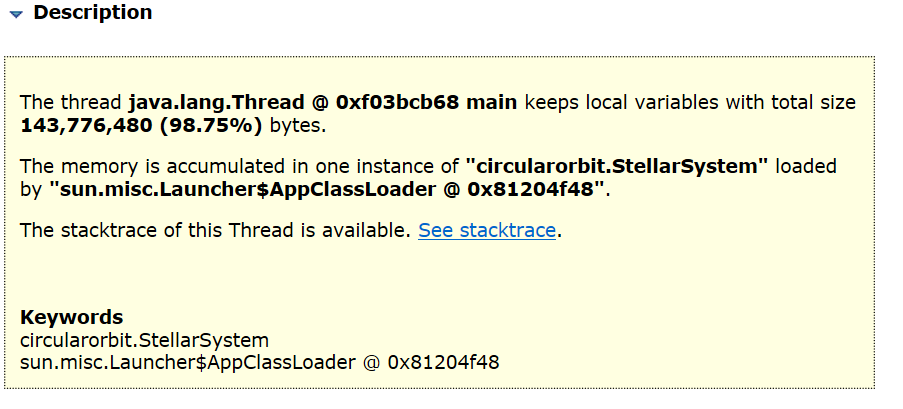 Description
The thread java.lang.Thread @ 0xf03bcb68 main keeps local variables with total size
143,776,480 (98.75%) bytes.
The memory is accumulated in one instance of "circularorbit.StellarSystem" loaded
by "sun.misc.Launcher$AppClassLoader @ 0x81204f48".
The stacktrace of this Thread is available. See stacktrace.
Keywords
circularorbit.StellarSystem
sun.misc.Launcher$AppClassLoader @ 0x81204f48